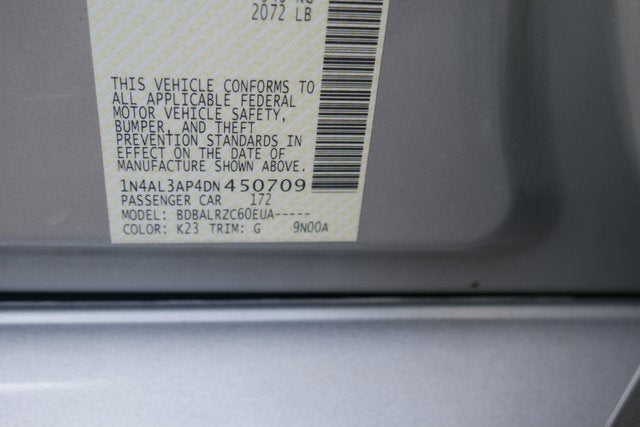 2072 LB
THIS VEHICLE CONFORMS TO
ALL APPLICABLE FEDERAL
MOTOR VEHICLE SAFETY,
BUMPER, AND THEFT
PREVENTION STANDARDS IN
EFFECT ON THE DATE OF
MANUFACTURE SHOWN ABOVE.
1N4AL3AP4DN450709
PASSENGER CAR 172
MODEL: BDBALRZC60EUA-----
COLOR: K23 TRIM: G 9N00A